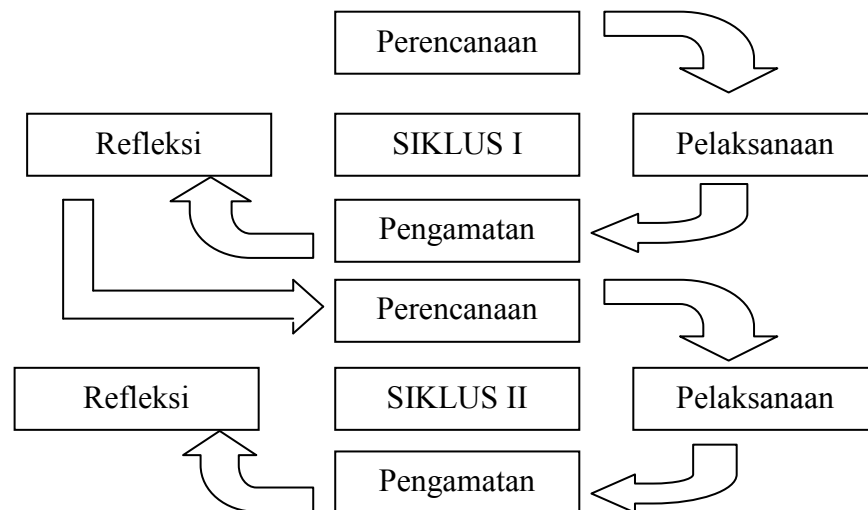 Perencanaan
Refleksi
SIKLUS I
Pelaksanaan
Pengamatan
Perencanaan
Refleksi
SIKLUS II
Pelaksanaan
Pengamatan